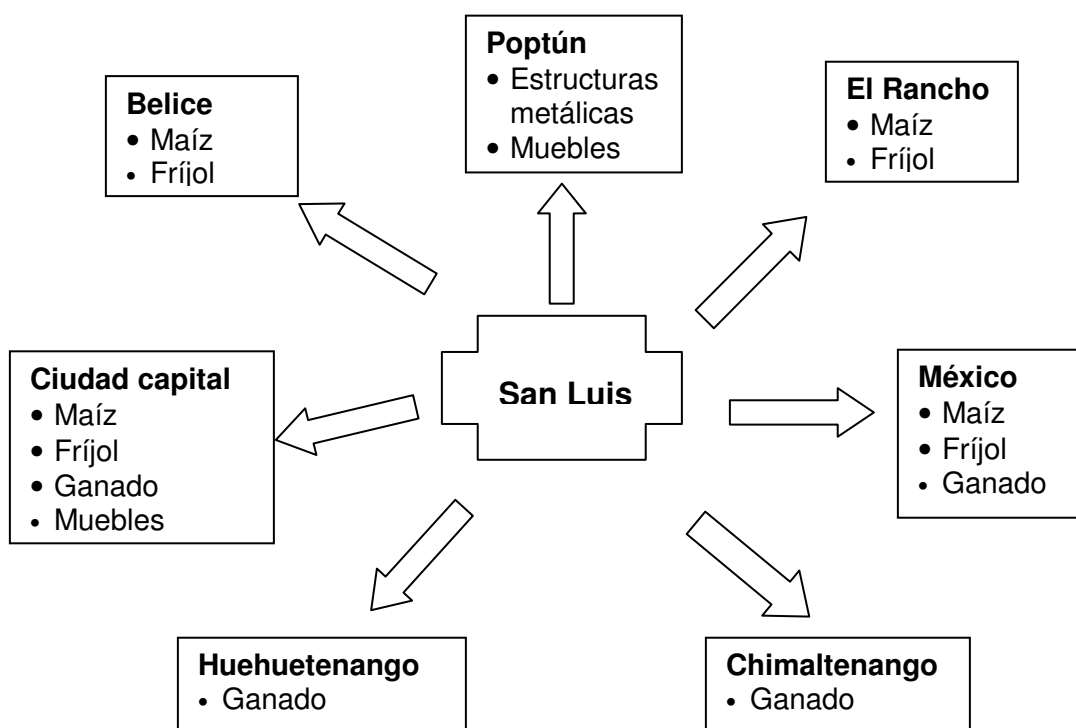 Poptún
• Estructuras
metálicas
• Muebles
Belice
• Maíz
• Fríjol
El Rancho
• Maíz
• Fríjol
San Luis
Ciudad capital
• Maíz
• Fríjol
• Ganado
• Muebles
México
• Maíz
• Fríjol
• Ganado
Huehuetenango
• Ganado
Chimaltenango
• Ganado